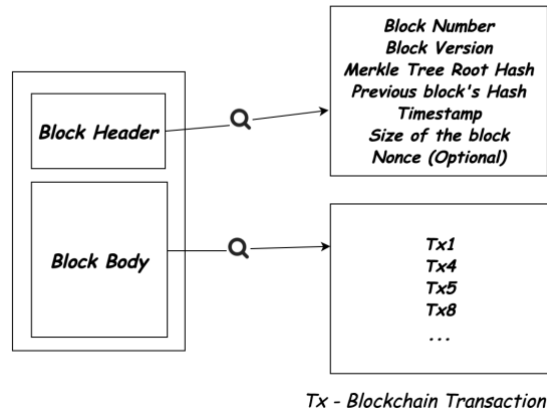 Block Header
Block Number
Block Version
Merkle Tree Root Hash
Previous block's Hash
Timestamp
Size of the block
Nonce (Optional)
Block Body
Tx1
Tx4
Tx5
Tx8
...
Tx - Blockchain Transaction